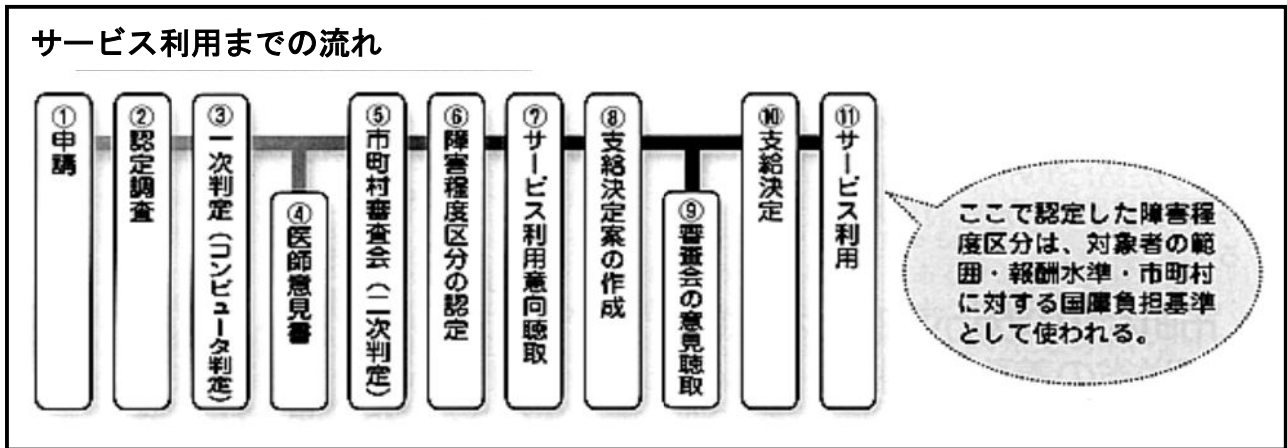 サービス利用までの流れ
①申請
②認定調査
③一次判定（コンピュータ判定）
④医師意見書
⑤市町村審査会（二次判定）
⑥障害程度区分の認定
⑦サービス利用意向聴取
⑧支給決定案の作成
⑨審査会の意見聴取
⑩支給決定
⑪サービス利用
ここで認定した障害程
度区分は、対象者の範
囲・報酬水準・市町村
に対する国庫負担基準
として使われる。